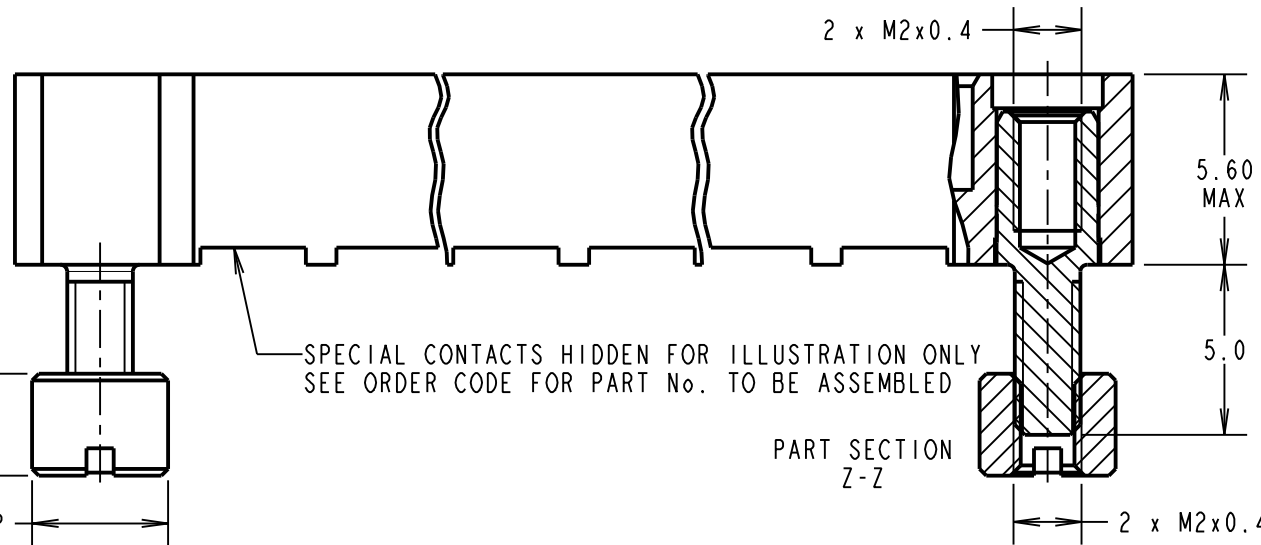 2 x M2x0.4
5.60
MAX
5.0
SPECIAL CONTACTS HIDDEN FOR ILLUSTRATION ONLY
SEE ORDER CODE FOR PART No. TO BE ASSEMBLED
PART SECTION
Z-Z
2 x M2x0.4